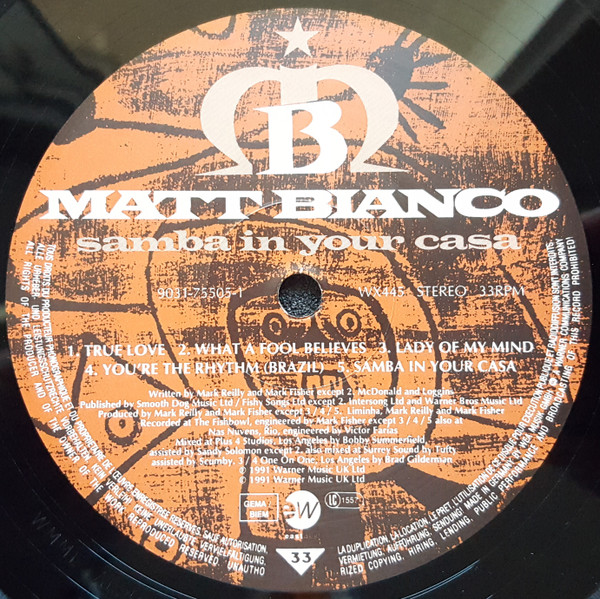 MB
MATT BIANCO
samba in your casa
9031-75505-1 WX445 STEREO 33RPM
1. TRUE LOVE 2. WHAT A FOOL BELIEVES 3. LADY OF MY MIND
4. YOU'RE THE RHYTHM (BRAZIL) 5. SAMBA IN YOUR CASA
Written by Mark Reilly and Mark Fisher except 2. McDonald and Loggins
Published by Smooth Dog Music Ltd / Fishy Songs Ltd except 2. Intersong Ltd and Warner Bros Music Ltd
Produced by Mark Reilly and Mark Fisher except 3 / 4 / 5. Liminha, Mark Reilly and Mark Fisher
Recorded at The Fishbowl, engineered by Mark Fisher except 3 / 4 / 5 also at
Nas Nuvens, Rio, engineered by Victor Farias
Mixed at Plus 4 Studior, Los Angeles by Bobby Summerfield,
assisted by Sandy Solomon except 2, also mixed at Surrey Sound by Tufty
assisted by Scumby, 3 / 4 One On One, Los Angeles by Brad Gilderman
℗ 1991 Warner Music UK Ltd
© 1991 Warner Music UK Ltd
GEMA
BIEM
eW
east
LC 1557
33